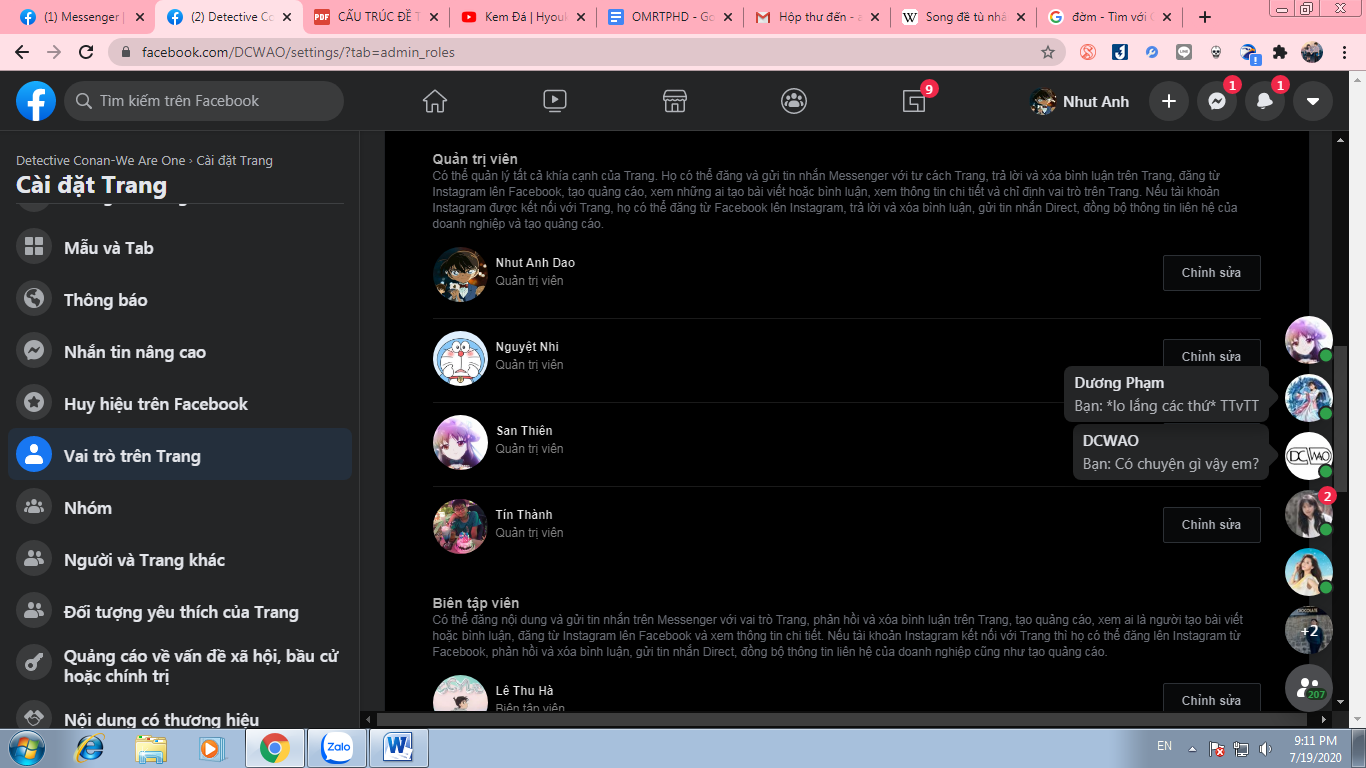 (1) Messenger |
(2) Detective Co
CẤU TRÚC ĐỀ T
Kem Đá | Hyouk
OMRTPHD - Go
Hộp thư đến - a
Song đề tù nhâ
đờm - Tìm với G
facebook.com/DCWAO/settings/?tab=admin_roles
Tìm kiếm trên Facebook
9
Nhut Anh
1
1
Detective Conan-We Are One › Cài đặt Trang
Cài đặt Trang
Mẫu và Tab
Thông báo
Nhắn tin nâng cao
Huy hiệu trên Facebook
Vai trò trên Trang
Nhóm
Người và Trang khác
Đối tượng yêu thích của Trang
Quảng cáo về vấn đề xã hội, bầu cử
hoặc chính trị
Nội dung có thương hiệu
Quản trị viên
Có thể quản lý tất cả khía cạnh của Trang. Họ có thể đăng và gửi tin nhắn Messenger với tư cách Trang, trả lời và xóa bình luận trên Trang, đăng từ
Instagram lên Facebook, tạo quảng cáo, xem những ai tạo bài viết hoặc bình luận, xem thông tin chi tiết và chỉ định vai trò trên Trang. Nếu tài khoản
Instagram được kết nối với Trang, họ có thể đăng từ Facebook lên Instagram, trả lời và xóa bình luận, gửi tin nhắn Direct, đồng bộ thông tin liên hệ của
doanh nghiệp và tạo quảng cáo.
Nhut Anh Dao
Quản trị viên
Chỉnh sửa
Nguyệt Nhi
Quản trị viên
Chỉnh sửa
Dương Phạm
Bạn: *lo lắng các thứ* TTvTT
San Thiên
Quản trị viên
DCWAO
Bạn: Có chuyện gì vậy em?
DC WAO
2
Tín Thành
Quản trị viên
Chỉnh sửa
Biên tập viên
Có thể đăng nội dung và gửi tin nhắn trên Messenger với vai trò Trang, phản hồi và xóa bình luận trên Trang, tạo quảng cáo, xem ai là người tạo bài viết
hoặc bình luận, đăng từ Instagram lên Facebook và xem thông tin chi tiết. Nếu tài khoản Instagram kết nối với Trang thì họ có thể đăng lên Instagram từ
Facebook, phản hồi và xóa bình luận, gửi tin nhắn Direct, đồng bộ thông tin liên hệ của doanh nghiệp cũng như tạo quảng cáo.
+2
Lê Thu Hà
Biên tập viên
Chỉnh sửa
207
Zalo
EN
9:11 PM
7/19/2020